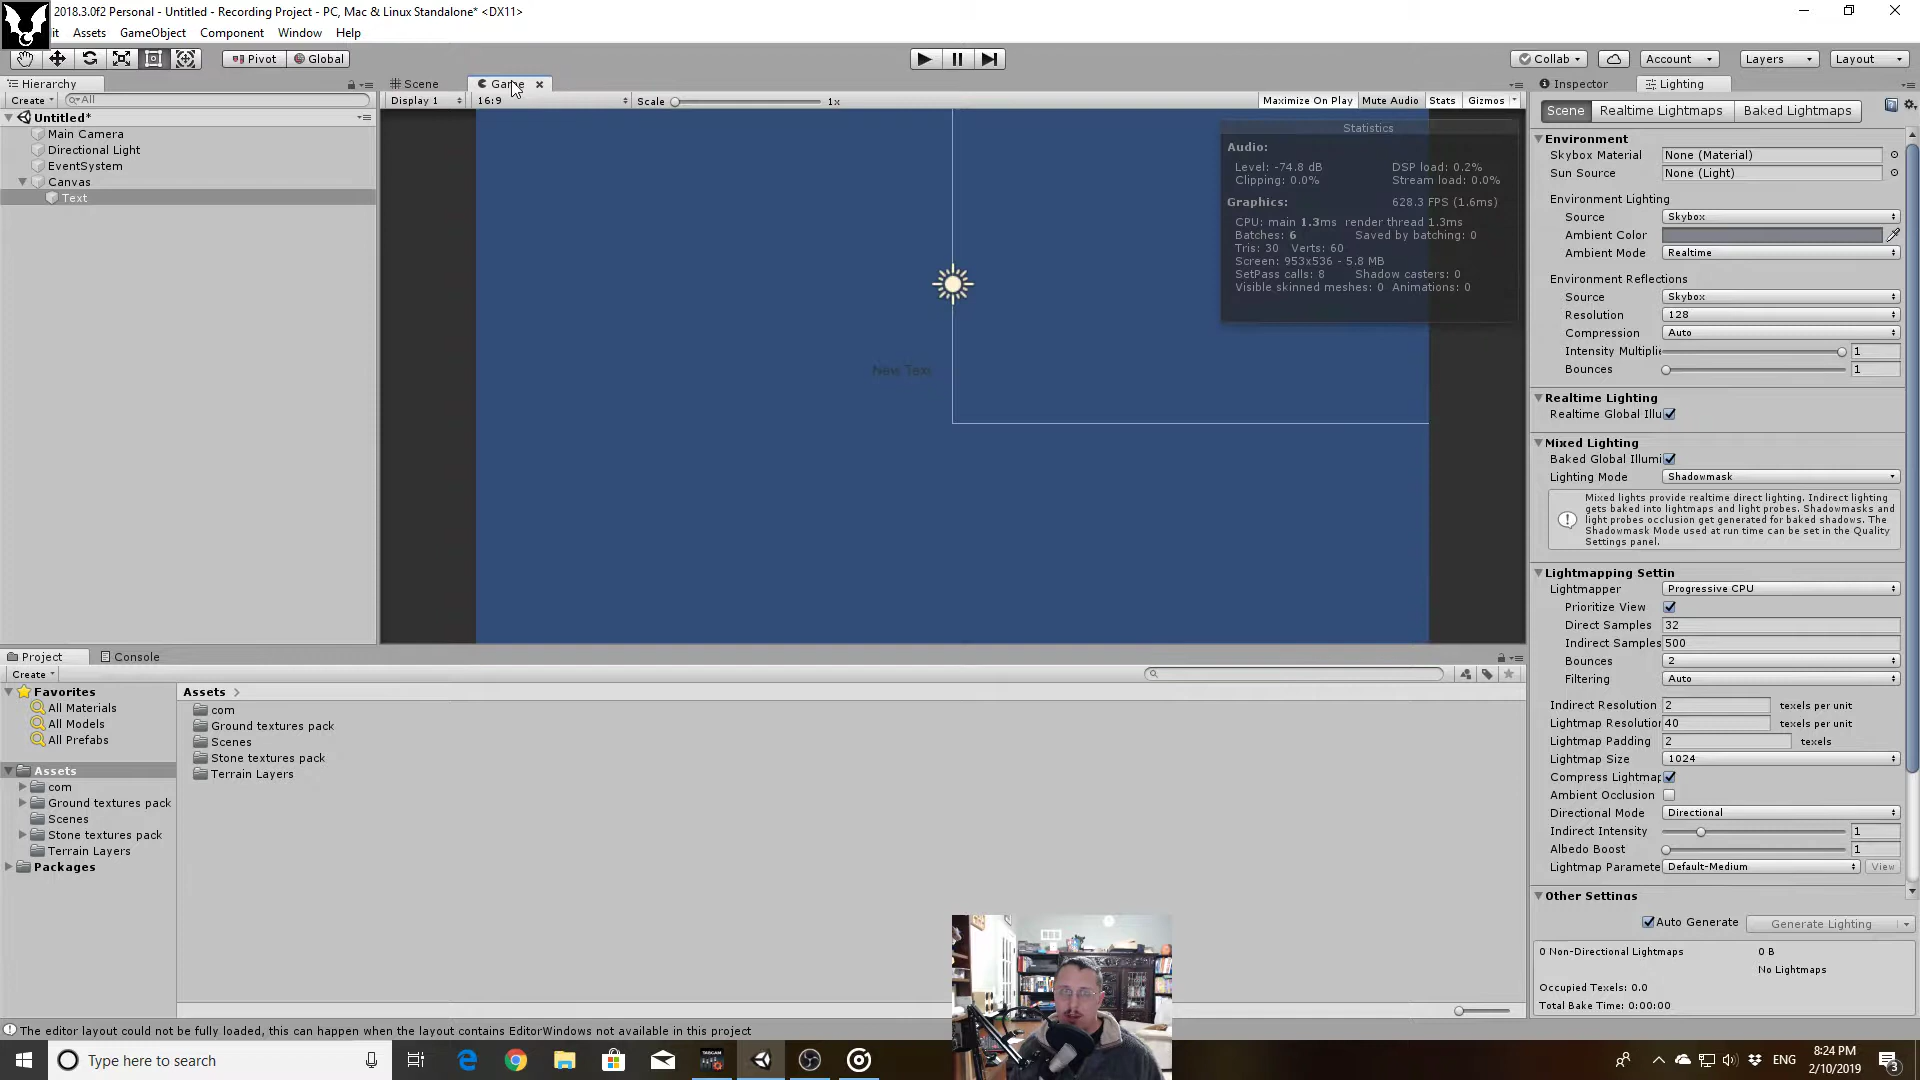 2018.3.0f2 Personal - Untitled - Recording Project - PC, Mac & Linux Standalone* <DX11>
it Assets GameObject Component Window Help
Pivot Global
Collab Account Layers Layout
Hierarchy
Create All
Untitled*
Main Camera
Directional Light
EventSystem
Canvas
Text
Scene Game
Display 1 16:9 Scale 1x Maximize On Play Mute Audio Stats Gizmos
Statistics
Audio:
Level: -74.8 dB DSP load: 0.2%
Clipping: 0.0% Stream load: 0.0%
Graphics: 628.3 FPS (1.6ms)
CPU: main 1.3ms render thread 1.3ms
Batches: 6 Saved by batching: 0
Tris: 30 Verts: 60
Screen: 953x536 - 5.8 MB
SetPass calls: 8 Shadow casters: 0
Visible skinned meshes: 0 Animations: 0
New Text
Inspector Lighting
Scene Realtime Lightmaps Baked Lightmaps
Environment
Skybox Material None (Material)
Sun Source None (Light)
Environment Lighting
Source Skybox
Ambient Color
Ambient Mode Realtime
Environment Reflections
Source Skybox
Resolution 128
Compression Auto
Intensity Multiplie 1
Bounces 1
Realtime Lighting
Realtime Global Illu
Mixed Lighting
Baked Global Illumi
Lighting Mode Shadowmask
Mixed lights provide realtime direct lighting. Indirect lighting
gets baked into lightmaps and light probes. Shadowmasks and
light probes occlusion get generated for baked shadows. The
Shadowmask Mode used at run time can be set in the Quality
Settings panel.
Lightmapping Settin
Lightmapper Progressive CPU
Prioritize View
Direct Samples 32
Indirect Samples 500
Bounces 2
Filtering Auto
Indirect Resolution 2 texels per unit
Lightmap Resolution 40 texels per unit
Lightmap Padding 2 texels
Lightmap Size 1024
Compress Lightmap
Ambient Occlusion
Directional Mode Directional
Indirect Intensity 1
Albedo Boost 1
Lightmap Paramete Default-Medium View
Other Settings
Auto Generate Generate Lighting
0 Non-Directional Lightmaps 0 B
No Lightmaps
Occupied Texels: 0.0
Total Bake Time: 0:00:00
Project Console
Create
Favorites
All Materials
All Models
All Prefabs
Assets
com
Ground textures pack
Scenes
Stone textures pack
Terrain Layers
Packages
Assets
com
Ground textures pack
Scenes
Stone textures pack
Terrain Layers
The editor layout could not be fully loaded, this can happen when the layout contains EditorWindows not available in this project
Type here to search
ENG
8:24 PM
2/10/2019
3